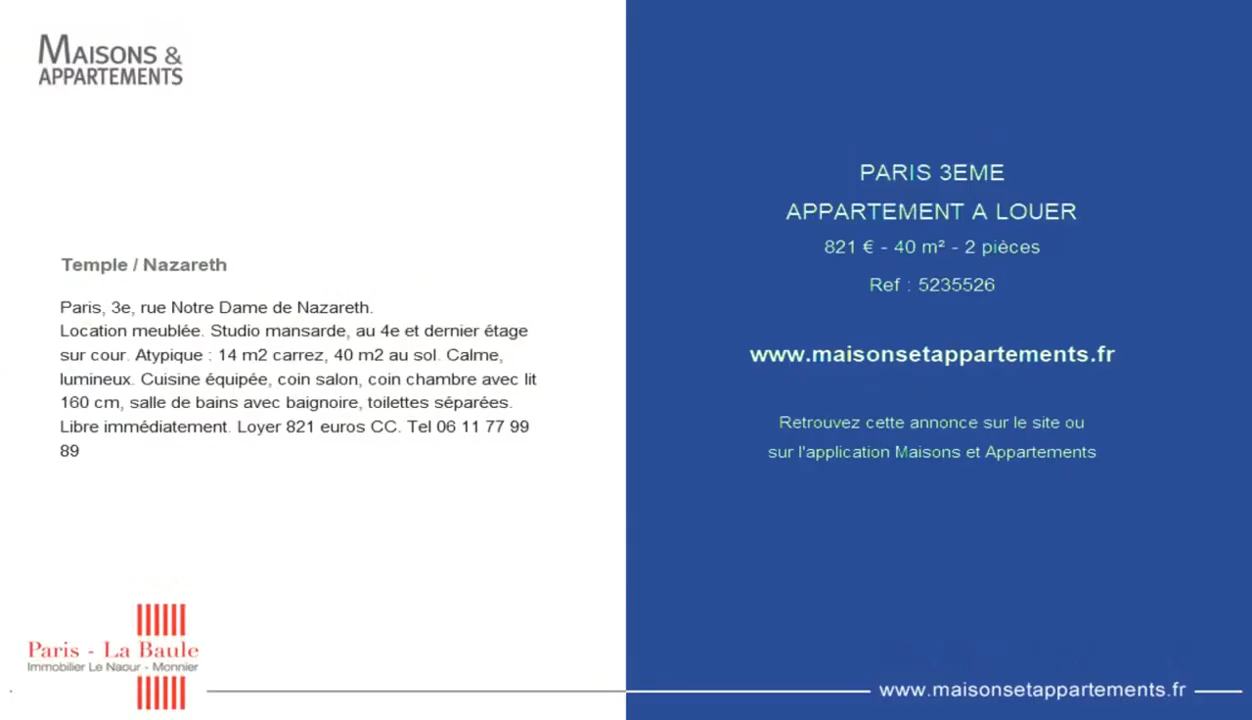 MAISONS &
APPARTEMENTS
Temple / Nazareth
Paris, 3e, rue Notre Dame de Nazareth.
Location meublée. Studio mansarde, au 4e et dernier étage
sur cour. Atypique : 14 m2 carrez, 40 m2 au sol. Calme,
lumineux. Cuisine équipée, coin salon, coin chambre avec lit
160 cm, salle de bains avec baignoire, toilettes séparées.
Libre immédiatement. Loyer 821 euros CC. Tel 06 11 77 99
89
Paris - La Baule
Immobilier Le Naour - Monnier
PARIS 3EME
APPARTEMENT A LOUER
821 € - 40 m² - 2 pièces
Ref : 5235526
www.maisonsetappartements.fr
Retrouvez cette annonce sur le site ou
sur l'application Maisons et Appartements
www.maisonsetappartements.fr